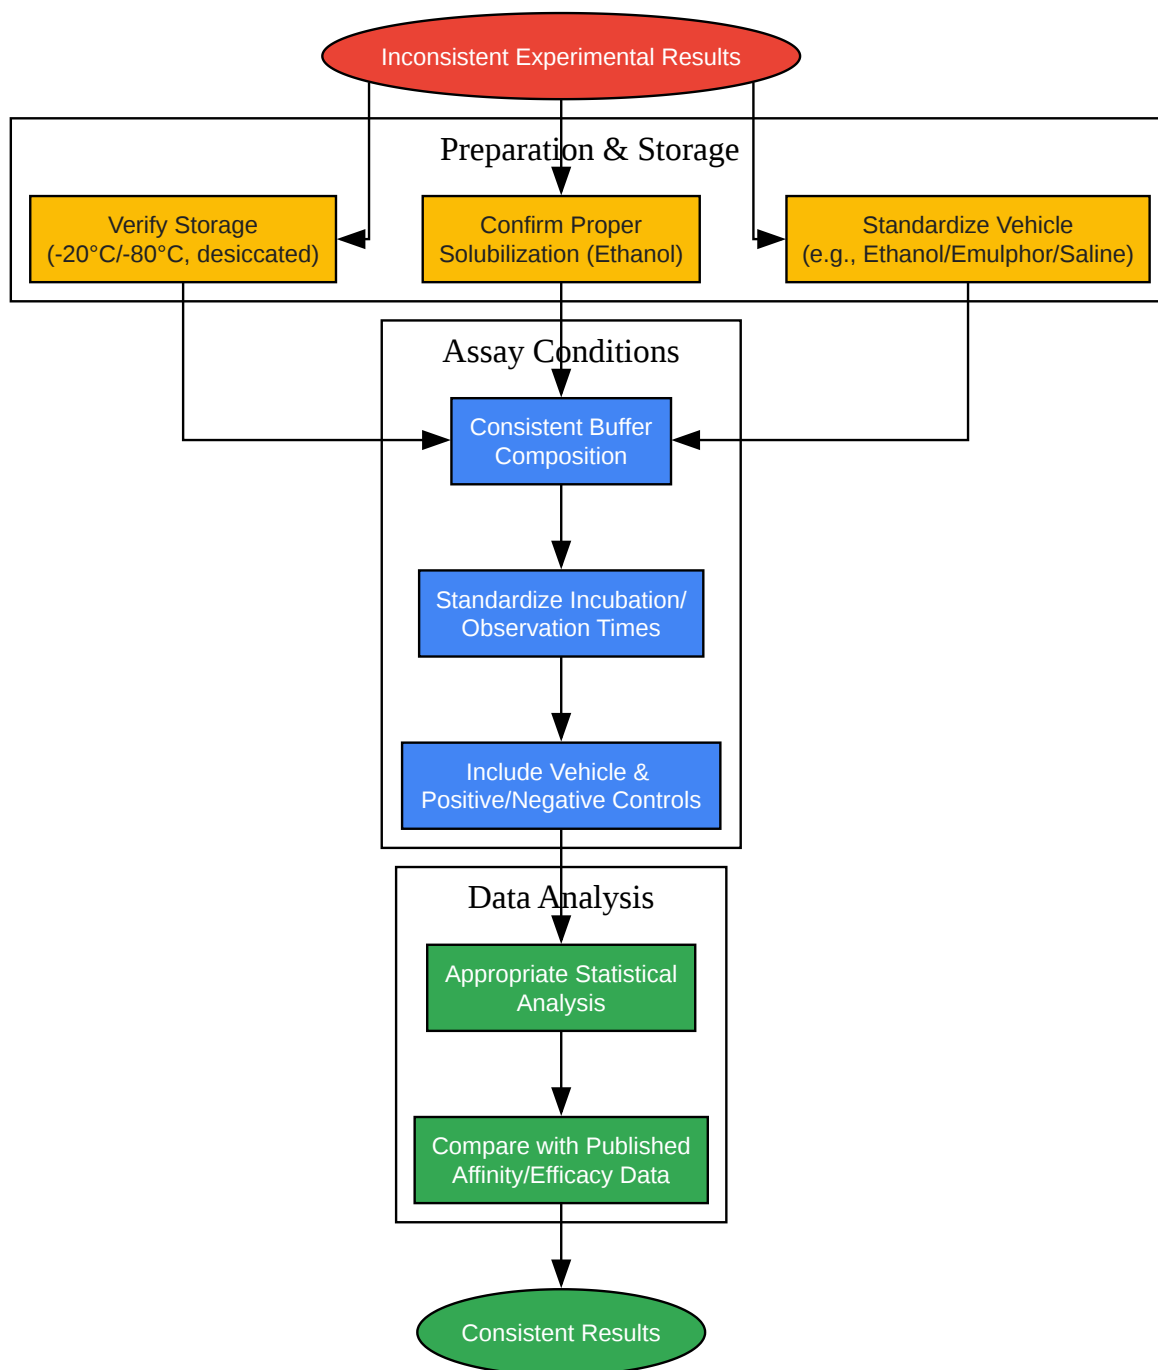 Inconsistent Experimental Results
Preparation & Storage
Verify Storage
(-20°C/-80°C, desiccated)
Confirm Proper
Solubilization (Ethanol)
Standardize Vehicle
(e.g., Ethanol/Emulphor/Saline)
Assay Conditions
Consistent Buffer
Composition
Standardize Incubation/
Observation Times
Include Vehicle &
Positive/Negative Controls
Data Analysis
Appropriate Statistical
Analysis
Compare with Published
Affinity/Efficacy Data
Consistent Results